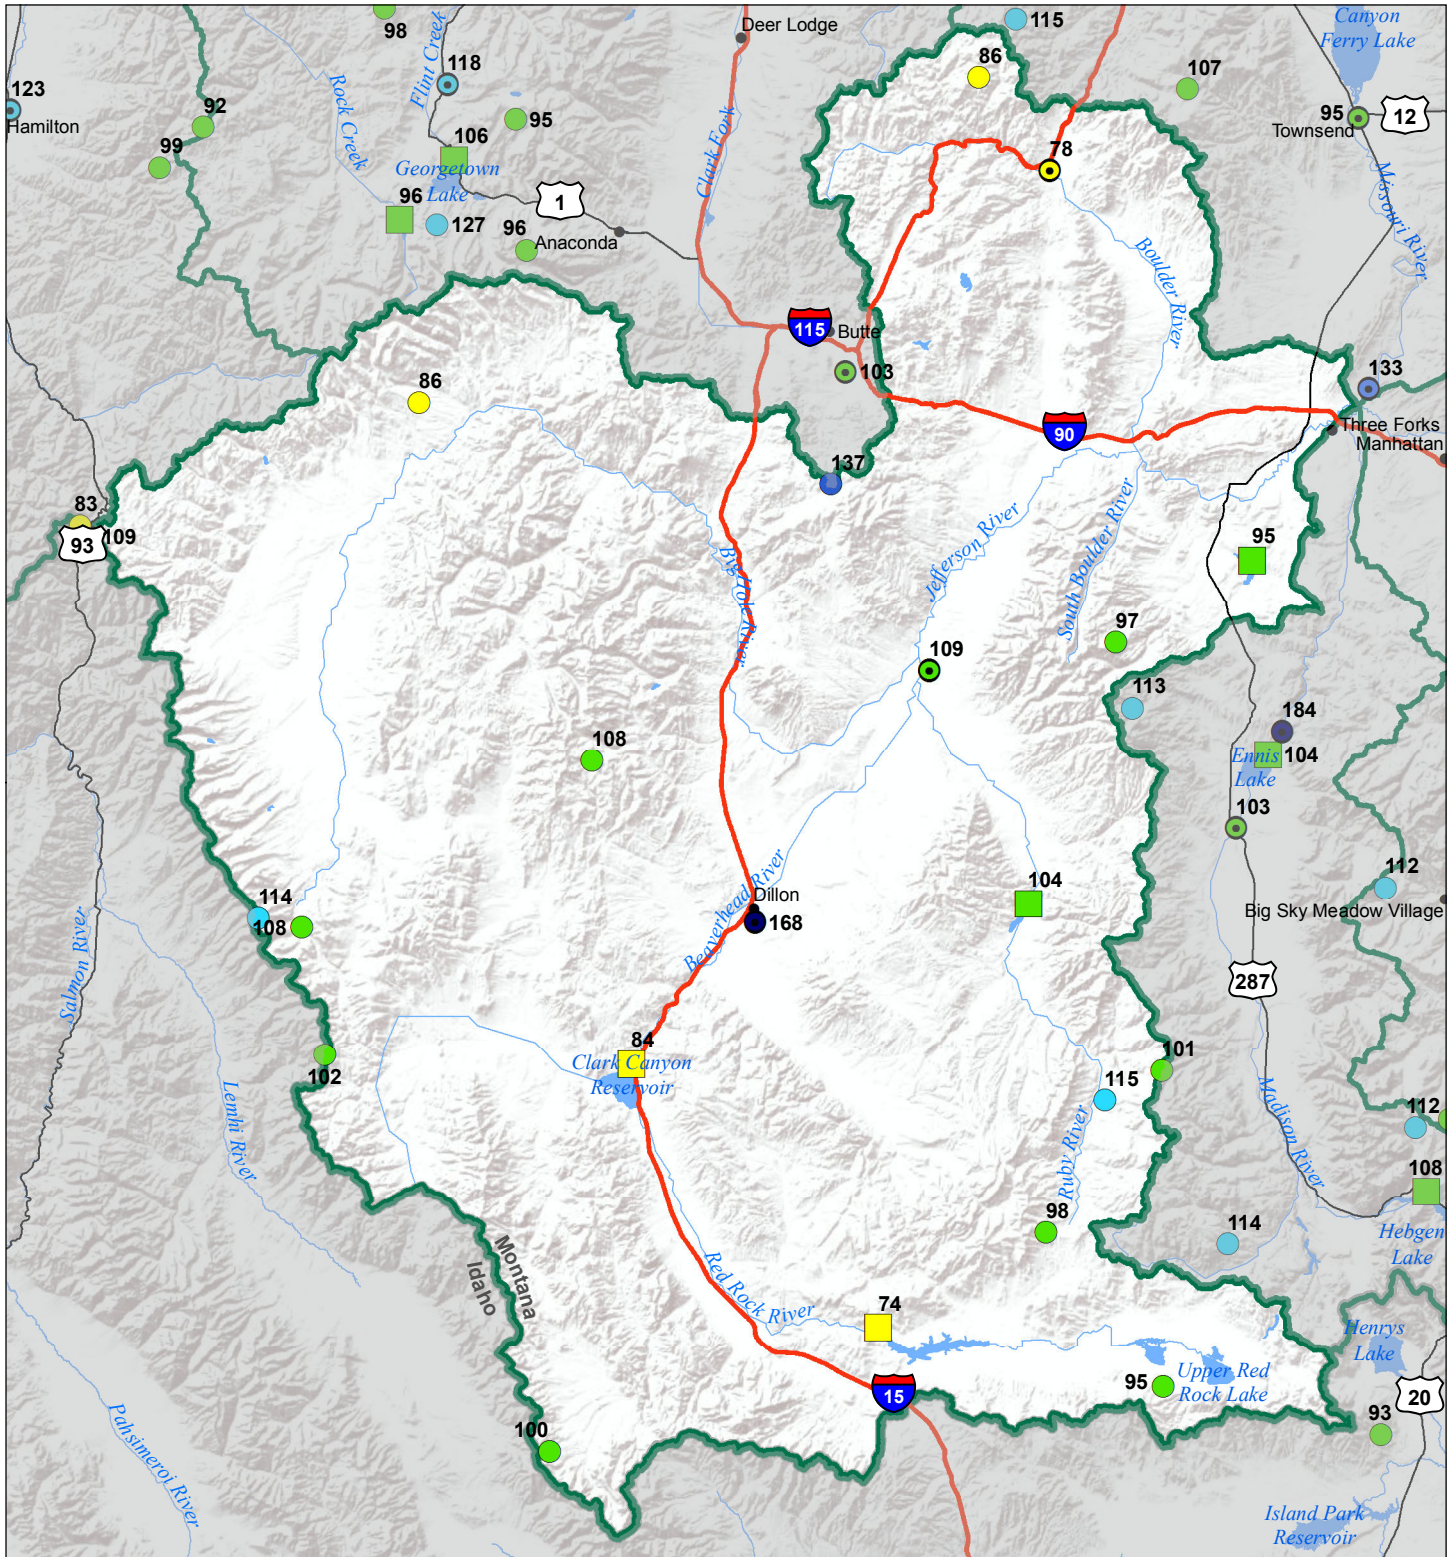 98
Deer Lodge
115
Canyon
Ferry Lake
86
107
118
Flint Creek
123
Hamilton
92
95
Rock Creek
99
106
Georgetown
Lake
Clark Fork
95
Townsend
12
78
96
127
1
96
Anaconda
Missouri River
Boulder River
115
Butte
103
86
133
90
Three Forks
Manhattan
137
83
93
109
Big Hole River
Jefferson River
South Boulder River
95
97
109
113
184
Ennis
Lake
104
108
103
112
Beaverhead River
Dillon
168
104
Big Sky Meadow Village
114
108
Salmon River
287
84
Clark Canyon
Reservoir
102
101
115
Lemhi River
Ruby River
Madison River
112
108
98
114
Hebgen
Lake
Montana
Idaho
Red Rock River
74
Henrys
Lake
15
95
Upper Red
Rock Lake
20
93
100
Pahsimeroi River
Island Park
Reservoir